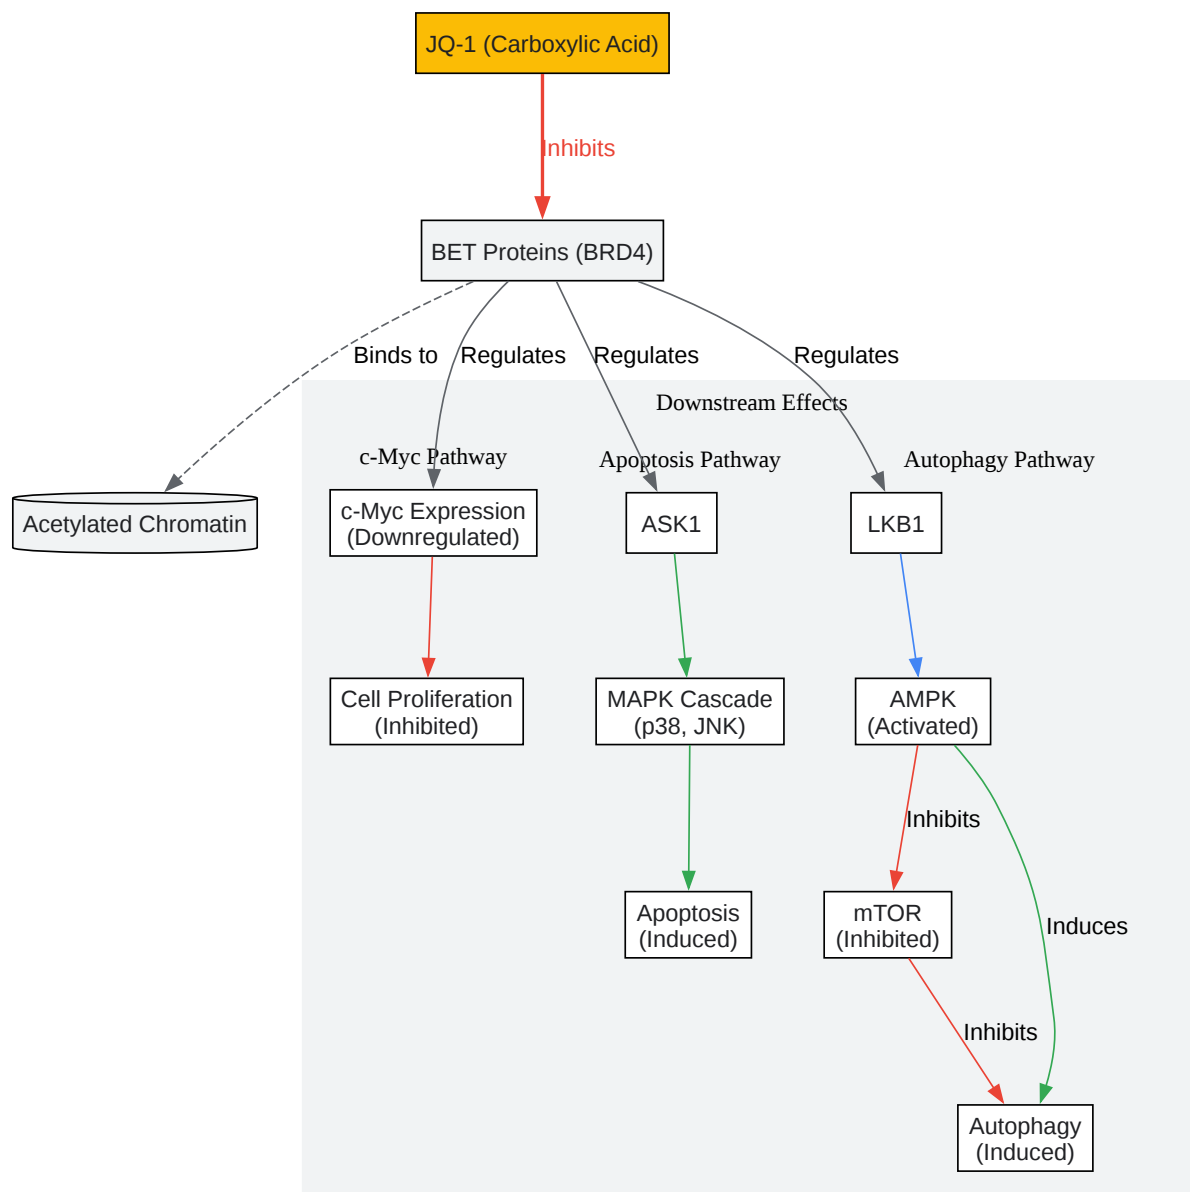 JQ-1 (Carboxylic Acid)
Inhibits
BET Proteins (BRD4)
Binds to
Regulates
Regulates
Regulates
Downstream Effects
c-Myc Pathway
Apoptosis Pathway
Autophagy Pathway
Acetylated Chromatin
c-Myc Expression
(Downregulated)
ASK1
LKB1
Cell Proliferation
(Inhibited)
MAPK Cascade
(p38, JNK)
AMPK
(Activated)
Inhibits
Apoptosis
(Induced)
mTOR
(Inhibited)
Induces
Inhibits
Autophagy
(Induced)